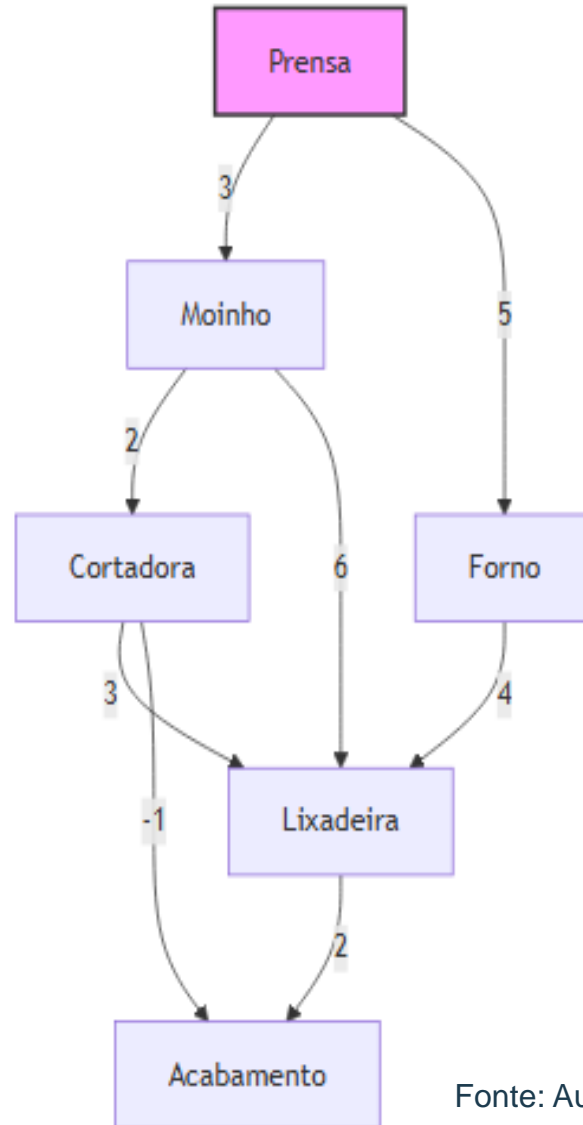 Prensa
3
Moinho
5
2
Cortadora
6
Forno
3
4
-1
Lixadeira
2
Acabamento
Fonte: